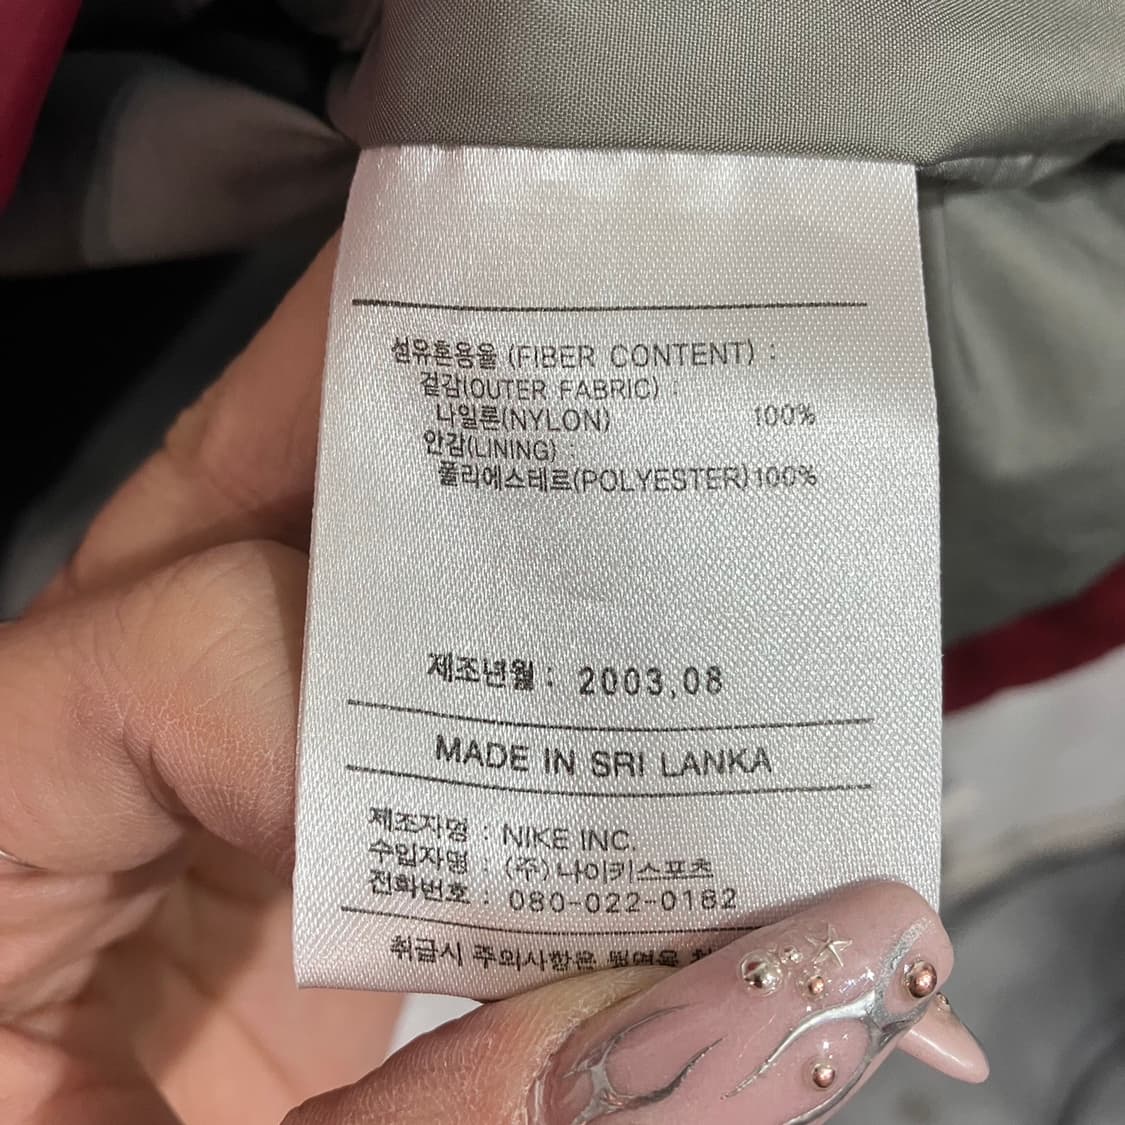 섬유혼용율 (FIBER CONTENT) :
겉감(OUTER FABRIC) :
나일론(NYLON) 100%
안감(LINING) :
폴리에스테르(POLYESTER) 100%
제조년월 : 2003.08
MADE IN SRI LANKA
제조자명 : NIKE INC.
수입자명 : (주)나이키스포츠
전화번호 : 080-022-0182
취급시 주의사항은